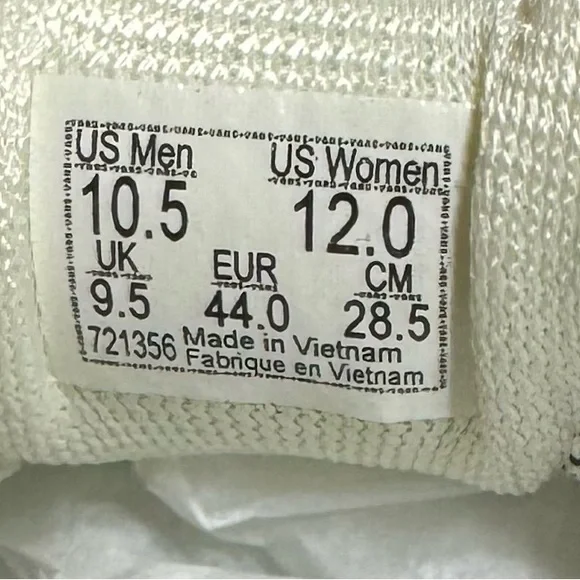 US Men US Women
10.5 12.0
UK EUR CM
9.5 44.0 28.5
721356 Made in Vietnam
Fabrique en Vietnam